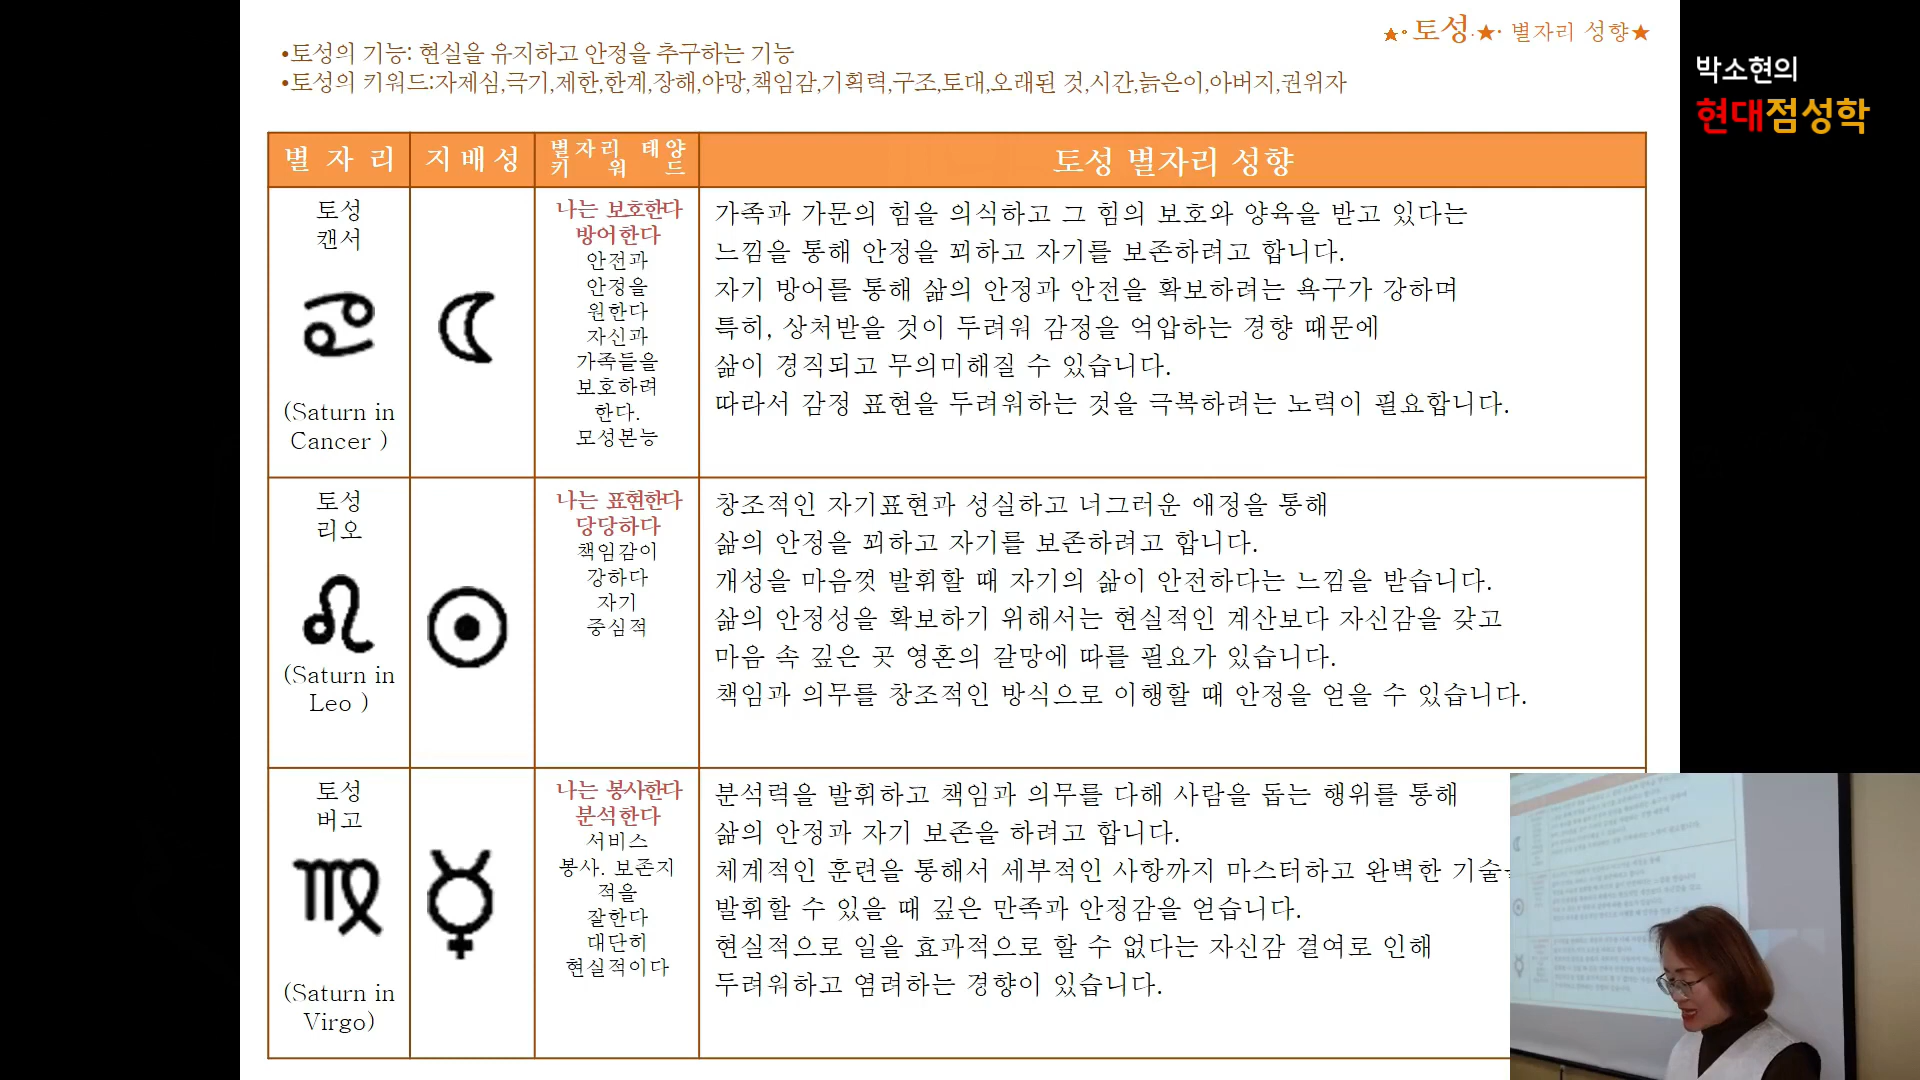 ★◦토성.★· 별자리 성향★
•토성의 기능: 현실을 유지하고 안정을 추구하는 기능
•토성의 키워드:자제심,극기,제한,한계,장해,야망,책임감,기획력,구조,토대,오래된 것,시간,늙은이,아버지,권위자
박소현의
현대점성학
별 자 리
지 배 성
별자리 태양
키 워 드
토성 별자리 성향
토성
캔서
(Saturn in
Cancer )
나는 보호한다
방어한다
안전과
안정을
원한다
자신과
가족들을
보호하려
한다.
모성본능
가족과 가문의 힘을 의식하고 그 힘의 보호와 양육을 받고 있다는
느낌을 통해 안정을 꾀하고 자기를 보존하려고 합니다.
자기 방어를 통해 삶의 안정과 안전을 확보하려는 욕구가 강하며
특히, 상처받을 것이 두려워 감정을 억압하는 경향 때문에
삶이 경직되고 무의미해질 수 있습니다.
따라서 감정 표현을 두려워하는 것을 극복하려는 노력이 필요합니다.
토성
리오
(Saturn in
Leo )
나는 표현한다
당당하다
책임감이
강하다
자기
중심적
창조적인 자기표현과 성실하고 너그러운 애정을 통해
삶의 안정을 꾀하고 자기를 보존하려고 합니다.
개성을 마음껏 발휘할 때 자기의 삶이 안전하다는 느낌을 받습니다.
삶의 안정성을 확보하기 위해서는 현실적인 계산보다 자신감을 갖고
마음 속 깊은 곳 영혼의 갈망에 따를 필요가 있습니다.
책임과 의무를 창조적인 방식으로 이행할 때 안정을 얻을 수 있습니다.
토성
버고
(Saturn in
Virgo)
나는 봉사한다
분석한다
서비스
봉사. 보존지
적을
잘한다
대단히
현실적이다
분석력을 발휘하고 책임과 의무를 다해 사람을 돕는 행위를 통해
삶의 안정과 자기 보존을 하려고 합니다.
체계적인 훈련을 통해서 세부적인 사항까지 마스터하고 완벽한
발휘할 수 있을 때 깊은 만족과 안정감을 얻습니다.
현실적으로 일을 효과적으로 할 수 없다는 자신감 결여로 인해
두려워하고 염려하는 경향이 있습니다.